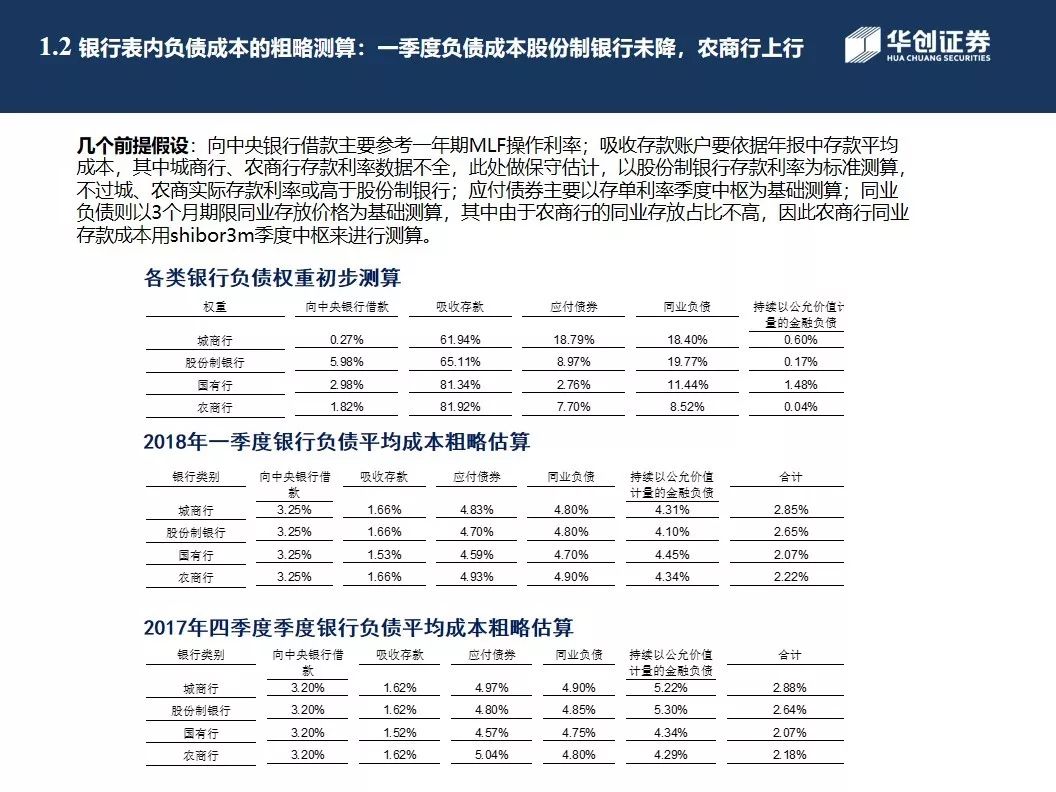 1.2 银行表内负债成本的粗略测算：一季度负债成本股份制银行未降，农商行上行
华创证券
HUA CHUANG SECURITIES
几个前提假设：向中央银行借款主要参考一年期MLF操作利率；吸收存款账户要依据年报中存款平均
成本，其中城商行、农商行存款利率数据不全，此处做保守估计，以股份制银行存款利率为标准测算，
不过城、农商实际存款利率或高于股份制银行；应付债券主要以存单利率季度中枢为基础测算；同业
负债则以3个月期限同业存放价格为基础测算，其中由于农商行的同业存放占比不高，因此农商行同业
存款成本用shibor3m季度中枢来进行测算。
各类银行负债权重初步测算
权重 向中央银行借款 吸收存款 应付债券 同业负债 持续以公允价值计
量的金融负债
城商行 0.27% 61.94% 18.79% 18.40% 0.60%
股份制银行 5.98% 65.11% 8.97% 19.77% 0.17%
国有行 2.98% 81.34% 2.76% 11.44% 1.48%
农商行 1.82% 81.92% 7.70% 8.52% 0.04%
2018年一季度银行负债平均成本粗略估算
银行类别 向中央银行借 吸收存款 应付债券 同业负债 持续以公允价值 合计
款 计量的金融负债
城商行 3.25% 1.66% 4.83% 4.80% 4.31% 2.85%
股份制银行 3.25% 1.66% 4.70% 4.80% 4.10% 2.65%
国有行 3.25% 1.53% 4.59% 4.70% 4.45% 2.07%
农商行 3.25% 1.66% 4.93% 4.90% 4.34% 2.22%
2017年四季度季度银行负债平均成本粗略估算
银行类别 向中央银行借 吸收存款 应付债券 同业负债 持续以公允价值 合计
款 计量的金融负债
城商行 3.20% 1.62% 4.97% 4.90% 5.22% 2.88%
股份制银行 3.20% 1.62% 4.80% 4.85% 5.30% 2.64%
国有行 3.20% 1.52% 4.57% 4.75% 4.34% 2.07%
农商行 3.20% 1.62% 5.04% 4.80% 4.29% 2.18%